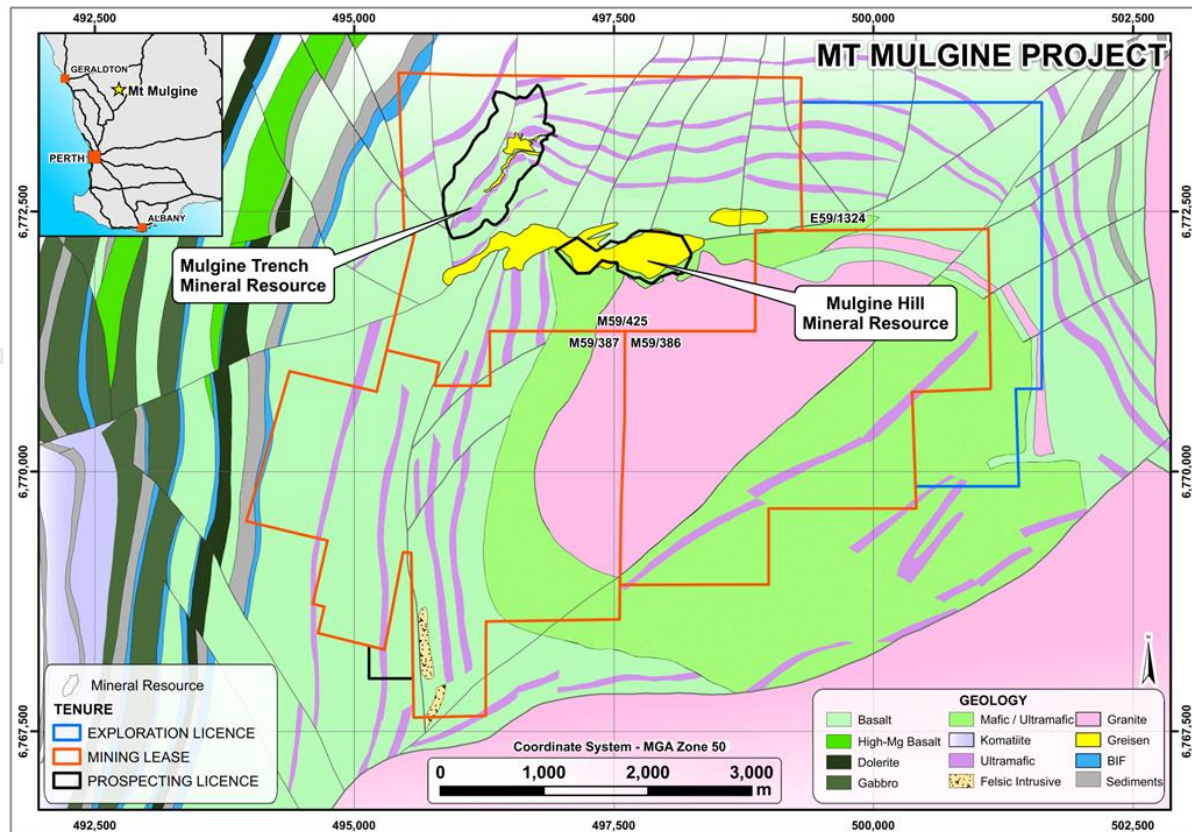 492,500
495,000
497,500
500,000
502,500
MT MULGINE PROJECT
GERALDTON
Mt Mulgine
PERTH
ALBANY
6,772,500
6,772,500
E59/1324
Mulgine Trench
Mineral Resource
Mulgine Hill
Mineral Resource
M59/425
M59/387
M59/386
6,770,000
6,770,000
Mineral Resource
TENURE
EXPLORATION LICENCE
MINING LEASE
PROSPECTING LICENCE
6,767,500
6,767,500
Coordinate System - MGA Zone 50
0 1,000 2,000 3,000
m
N
GEOLOGY
Basalt
High-Mg Basalt
Dolerite
Gabbro
Mafic / Ultramafic
Komatiite
Ultramafic
Felsic Intrusive
Granite
Greisen
BIF
Sediments
492,500
495,000
497,500
500,000
502,500